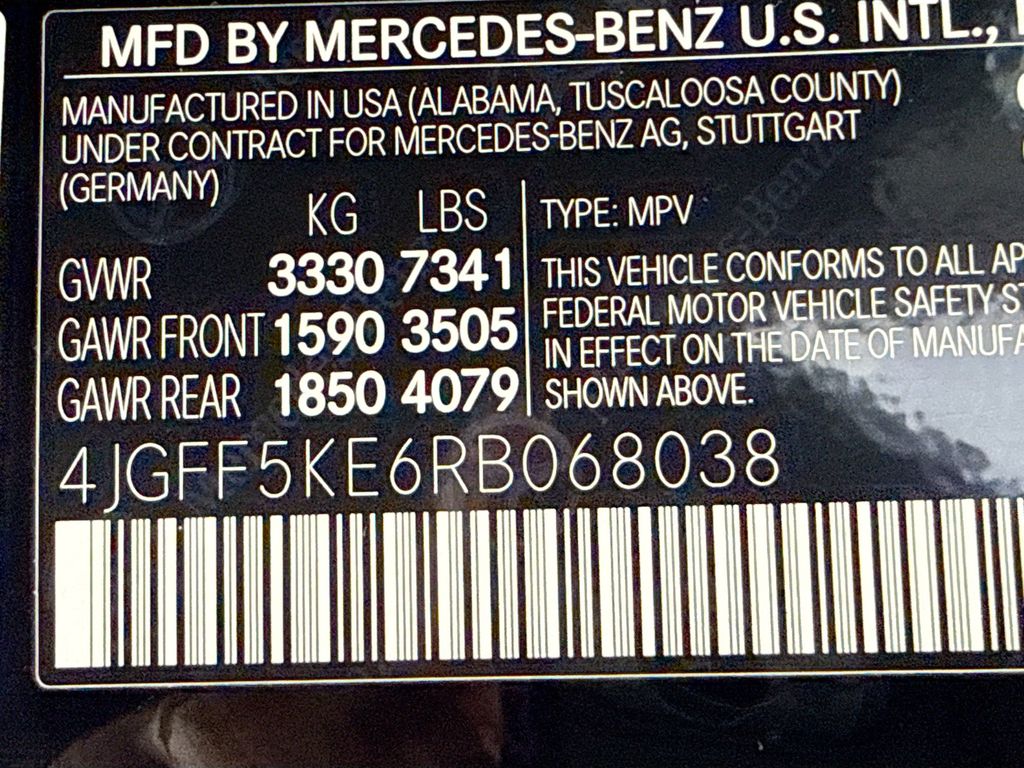 MFD BY MERCEDES-BENZ U.S. INTL.,
MANUFACTURED IN USA (ALABAMA, TUSCALOOSA COUNTY)
UNDER CONTRACT FOR MERCEDES-BENZ AG, STUTTGART
(GERMANY)
KG LBS
GVWR 3330 7341
GAWR FRONT 1590 3505
GAWR REAR 1850 4079
TYPE: MPV
THIS VEHICLE CONFORMS TO ALL AP
FEDERAL MOTOR VEHICLE SAFETY S
IN EFFECT ON THE DATE OF MANUFA
SHOWN ABOVE.
4JGFF5KE6RB068038